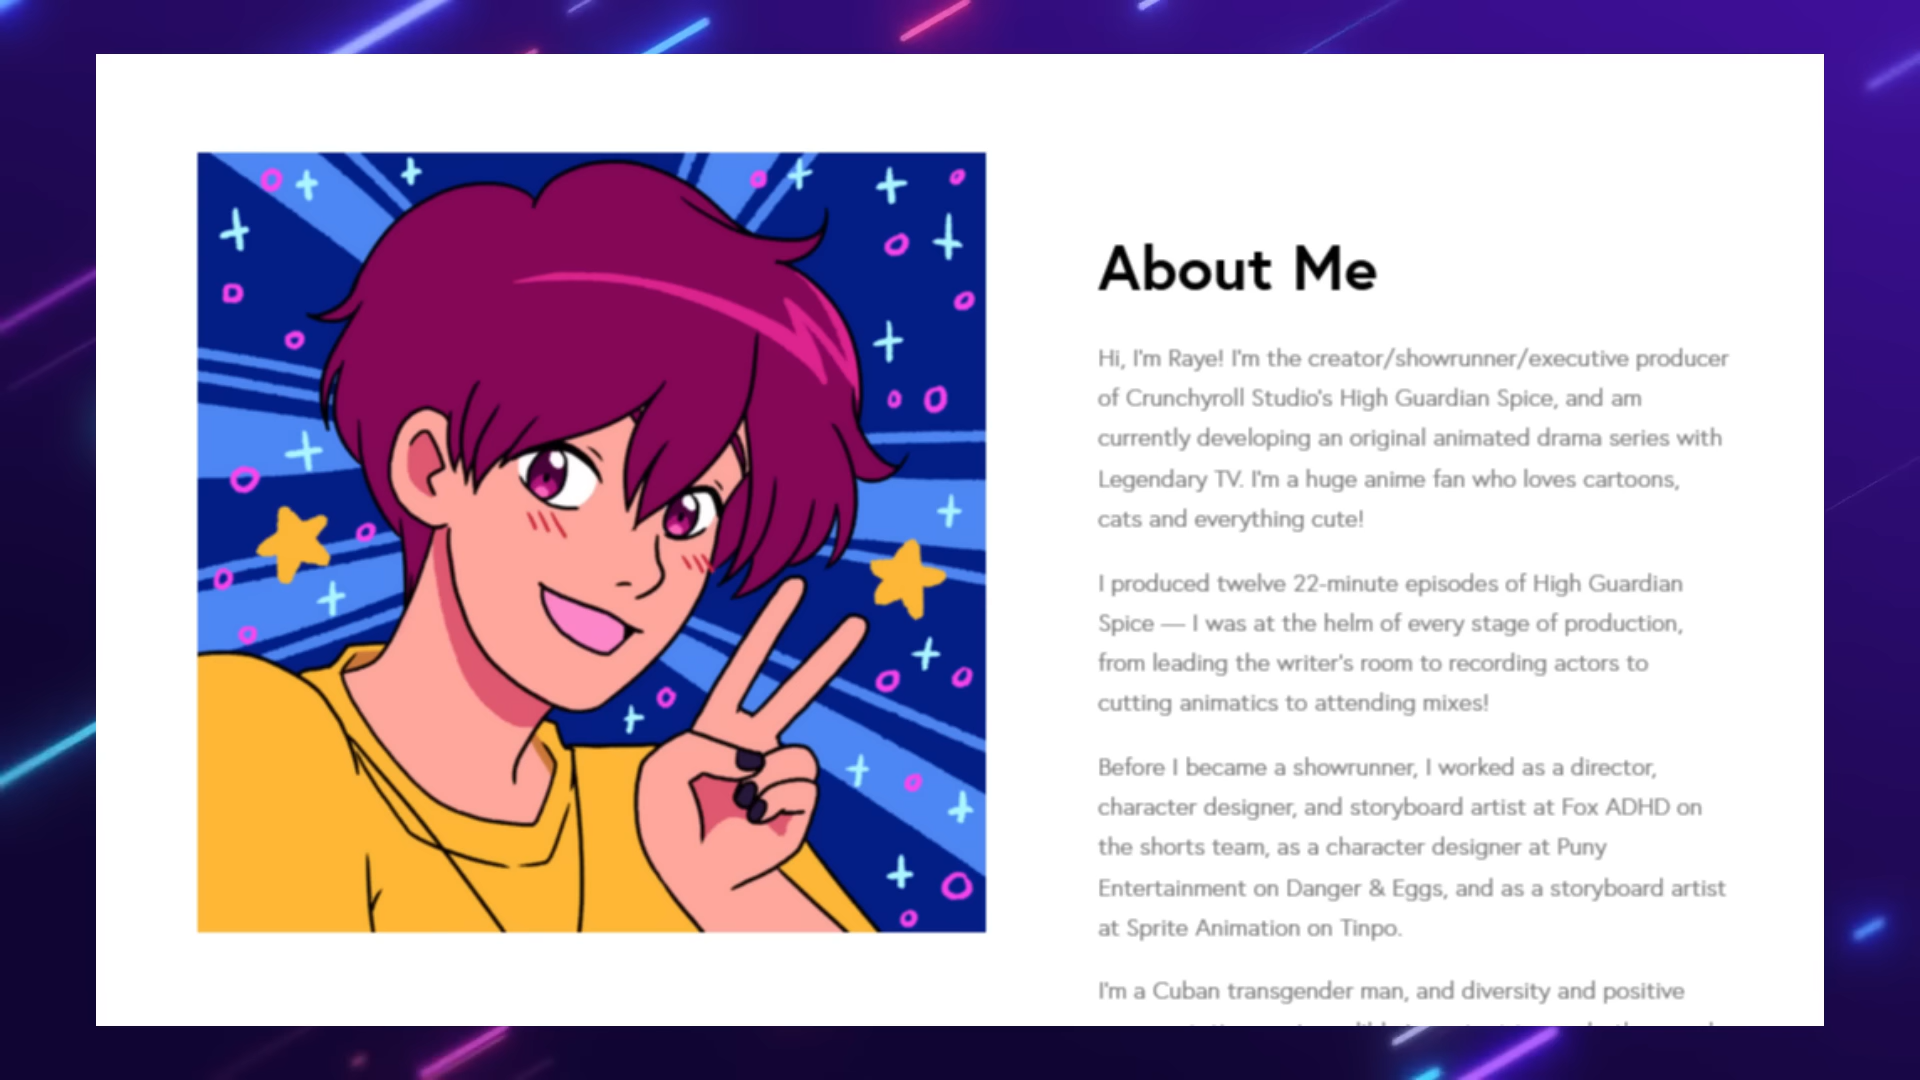 About Me
Hi, I'm Raye! I'm the creator/showrunner/executive producer
of Crunchyroll Studio's High Guardian Spice, and am
currently developing an original animated drama series with
Legendary TV. I'm a huge anime fan who loves cartoons,
cats and everything cute!
I produced twelve 22-minute episodes of High Guardian
Spice — I was at the helm of every stage of production,
from leading the writer's room to recording actors to
cutting animatics to attending mixes!
Before I became a showrunner, I worked as a director,
character designer, and storyboard artist at Fox ADHD on
the shorts team, as a character designer at Puny
Entertainment on Danger & Eggs, and as a storyboard artist
at Sprite Animation on Tinpo.
I'm a Cuban transgender man, and diversity and positive